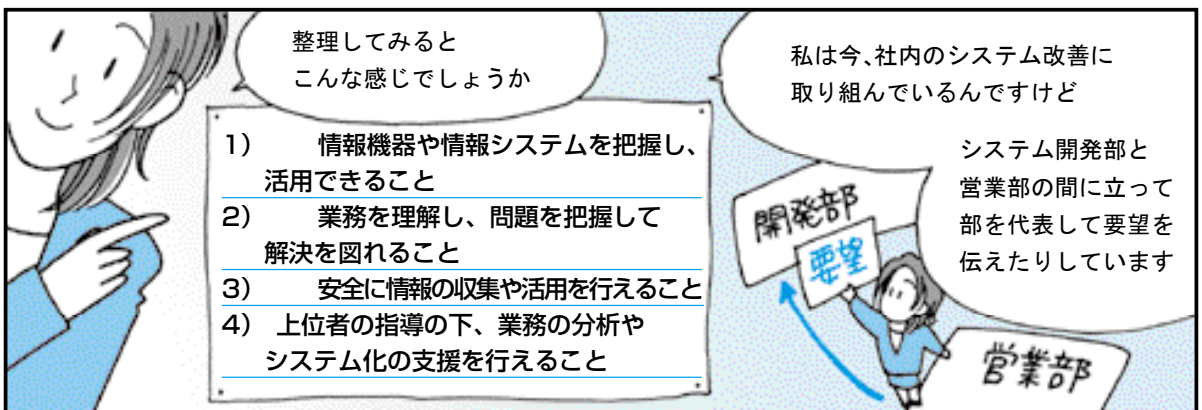 整理してみると
こんな感じでしょうか
1) 情報機器や情報システムを把握し、
活用できること
2) 業務を理解し、問題を把握して
解決を図れること
3) 安全に情報の収集や活用を行えること
4) 上位者の指導の下、業務の分析や
システム化の支援を行えること
私は今、社内のシステム改善に
取り組んでいるんですけど
システム開発部と
営業部の間に立って
部を代表して要望を
伝えたりしています
開発部
要望
営業部